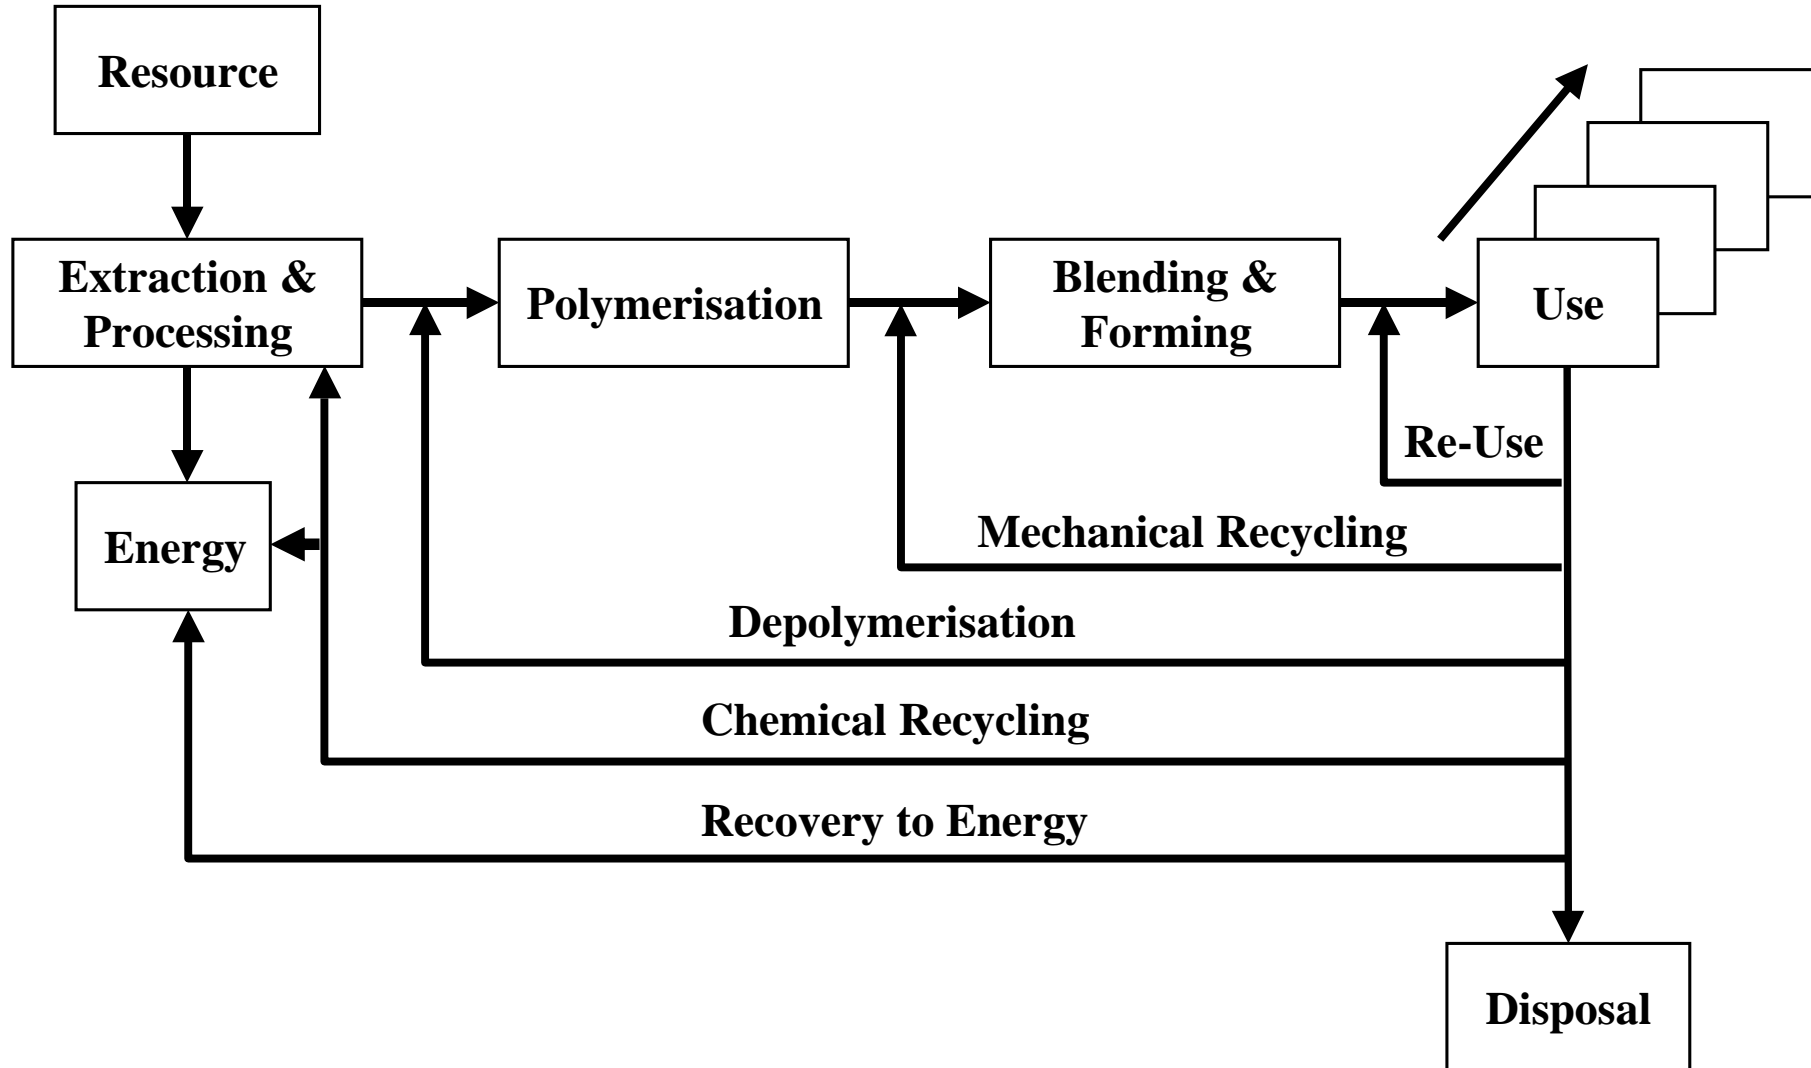 Resource
Extraction &
Processing
Polymerisation
Blending &
Forming
Use
Re-Use
Energy
Mechanical Recycling
Depolymerisation
Chemical Recycling
Recovery to Energy
Disposal